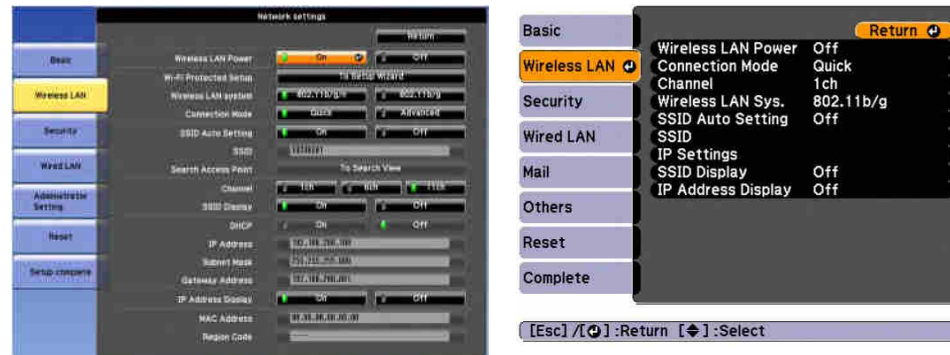 Network settings
Return
Basic
Wireless LAN
Security
Wired LAN
Administrator
Setting
Reset
Setup complete
Wireless LAN Power On Off
Wi-Fi Protected Setup To Setup Wizard
Wireless LAN system 802.11b/g/n 802.11b/g
Connection Mode Quick Advanced
SSID Auto Setting On Off
SSID
Search Access Point To Search View
Channel 1ch 6ch 11ch
SSID Display On Off
DHCP On Off
IP Address
Subnet Mask
Gateway Address
IP Address Display On Off
MAC Address
Region Code
Basic
Wireless LAN
Security
Wired LAN
Mail
Others
Reset
Complete
Return
Wireless LAN Power Off
Connection Mode Quick
Channel 1ch
Wireless LAN Sys. 802.11b/g
SSID Auto Setting Off
SSID
IP Settings
SSID Display Off
IP Address Display Off
[Esc] /[ ] :Return [ ] :Select